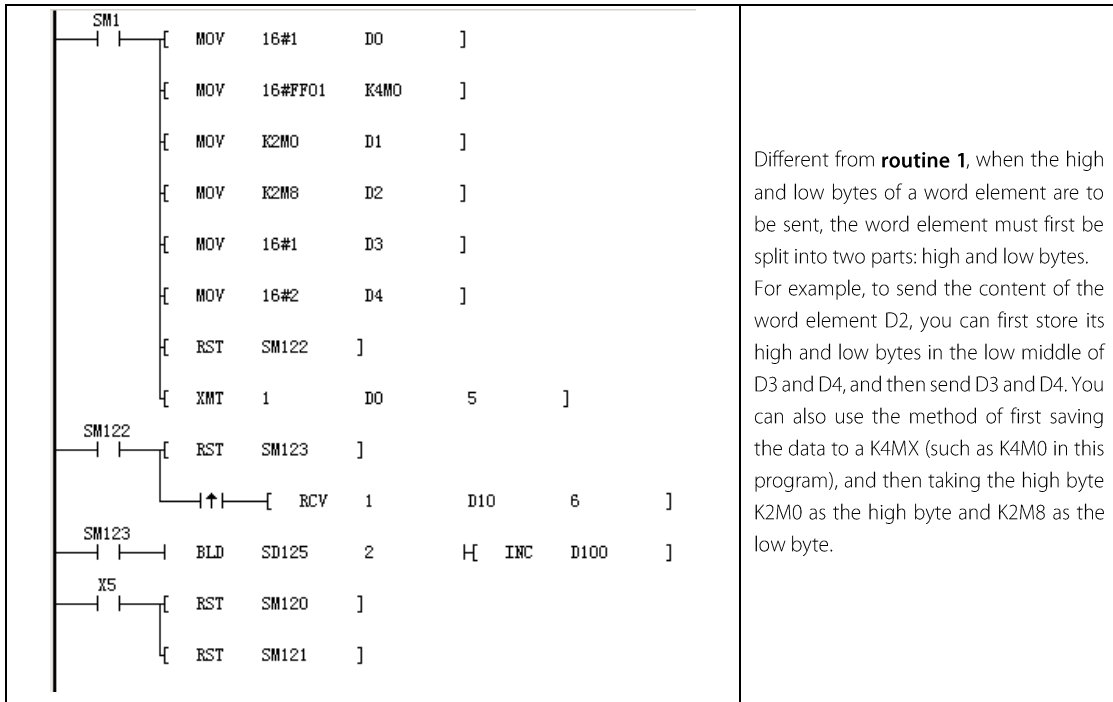 SM1
MOV 16#1 D0 ]
MOV 16#FF01 K4M0 ]
MOV K2M0 D1 ]
MOV K2M8 D2 ]
MOV 16#1 D3 ]
MOV 16#2 D4 ]
RST SM122 ]
XMT 1 D0 5 ]
SM122
RST SM123 ]
RCV 1 D10 6 ]
SM123
BLD SD125 2 [ INC D100 ]
X5
RST SM120 ]
RST SM121 ]
Different from routine 1, when the high
and low bytes of a word element are to
be sent, the word element must first be
split into two parts: high and low bytes.
For example, to send the content of the
word element D2, you can first store its
high and low bytes in the low middle of
D3 and D4, and then send D3 and D4. You
can also use the method of first saving
the data to a K4MX (such as K4M0 in this
program), and then taking the high byte
K2M0 as the high byte and K2M8 as the
low byte.